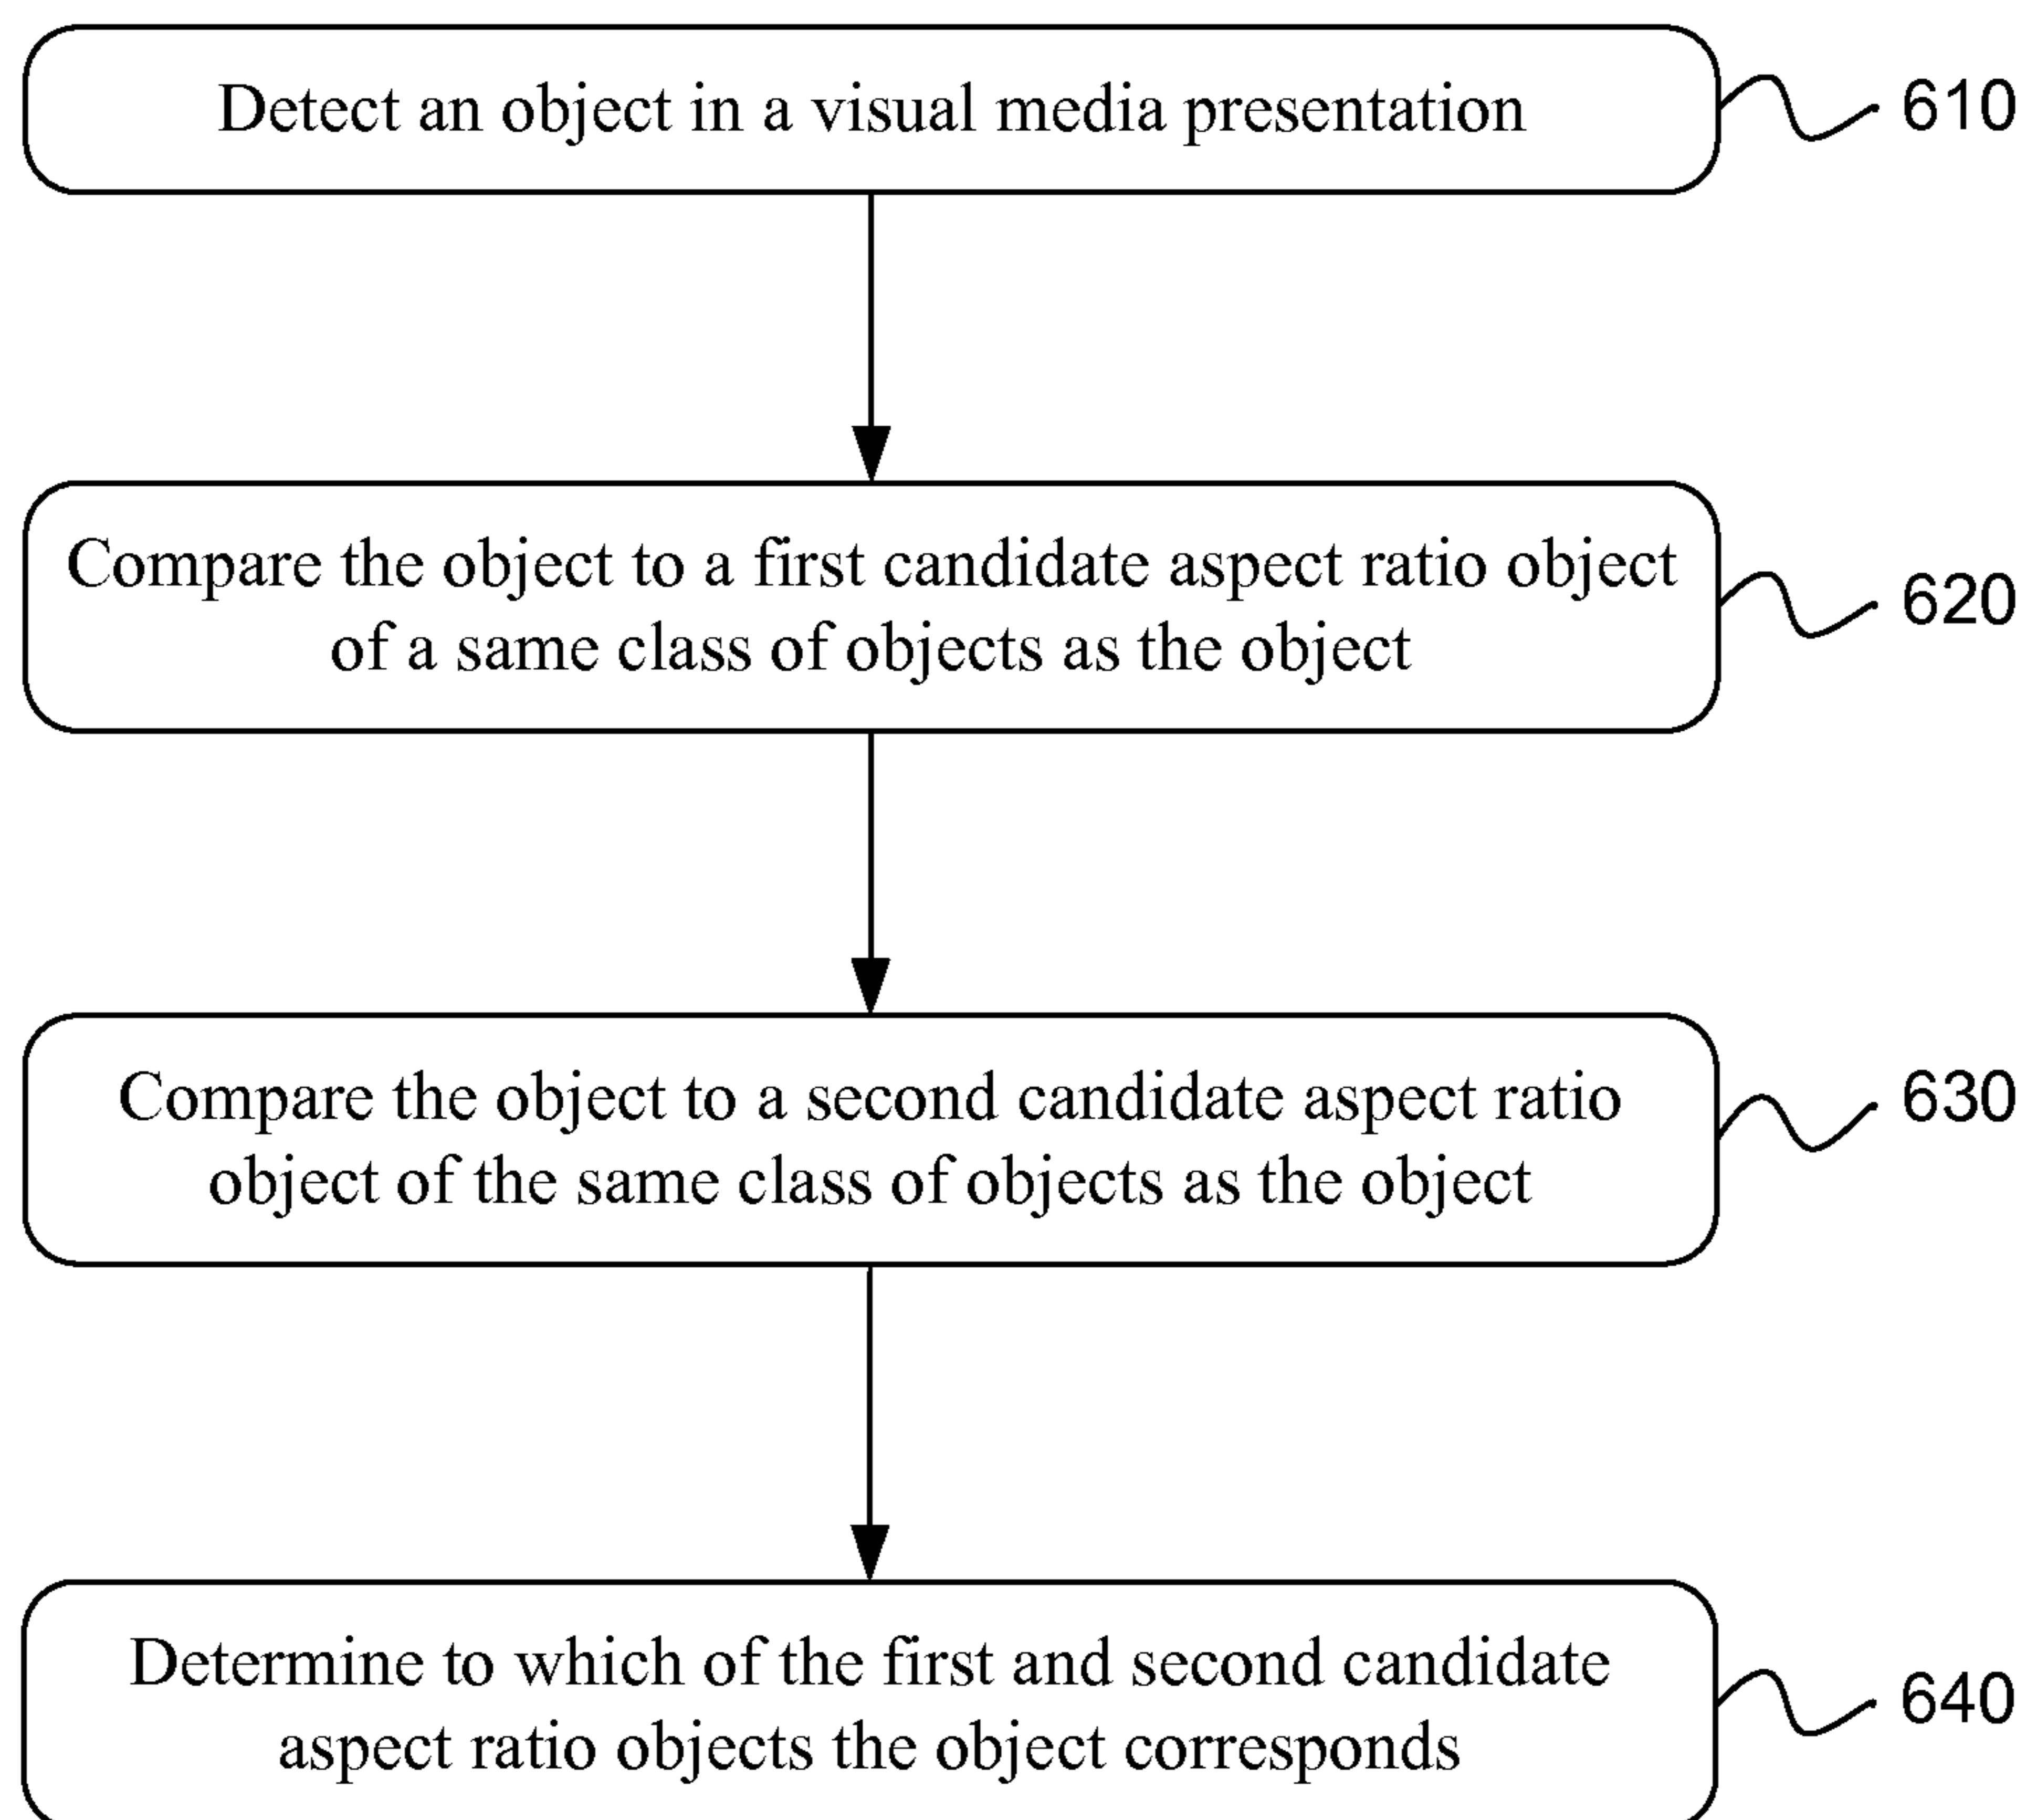 Detect an object in a visual media presentation
610
Compare the object to a first candidate aspect ratio object
of a same class of objects as the object
620
Compare the object to a second candidate aspect ratio
object of the same class of objects as the object
630
Determine to which of the first and second candidate
aspect ratio objects the object corresponds
640